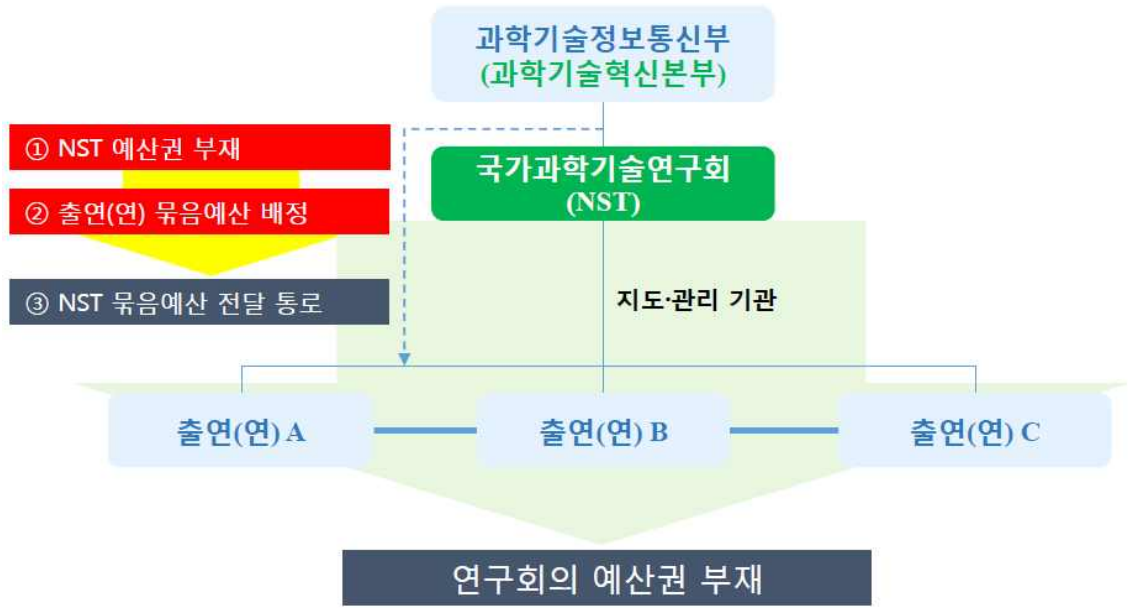 과학기술정보통신부
(과학기술혁신본부)
① NST 예산권 부재
국가과학기술연구회
(NST)
② 출연(연) 묶음예산 배정
③ NST 묶음예산 전달 통로
지도·관리 기관
출연(연) A
출연(연) B
출연(연) C
연구회의 예산권 부재